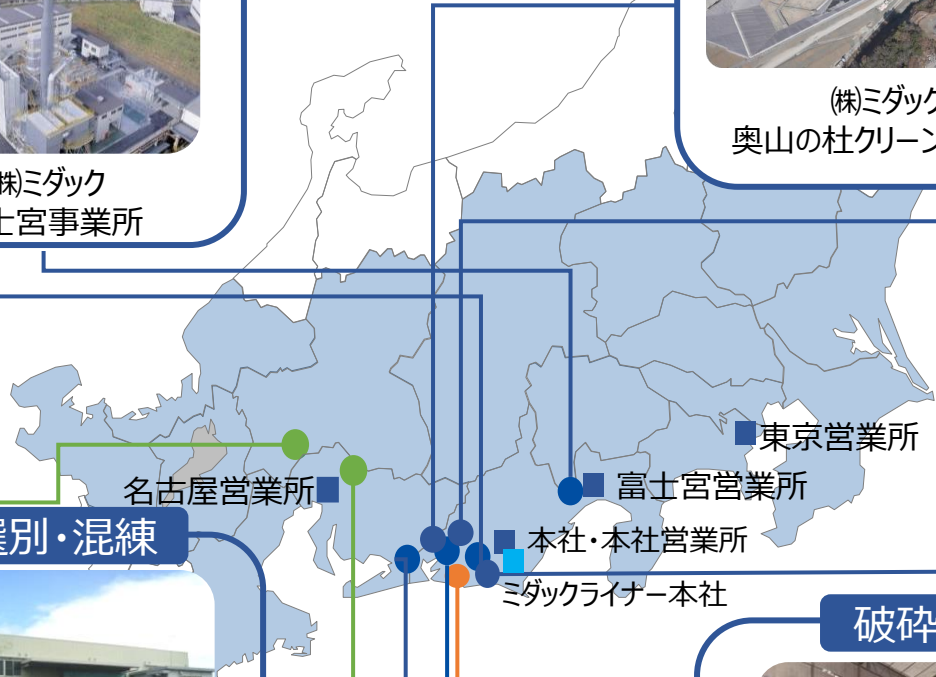 ㈱ミダック
奥山の杜クリーン
㈱ミダック
士宮事業所
東京営業所
富士宮営業所
名古屋営業所
選別・混練
本社・本社営業所
ミダックライナー本社
破砕